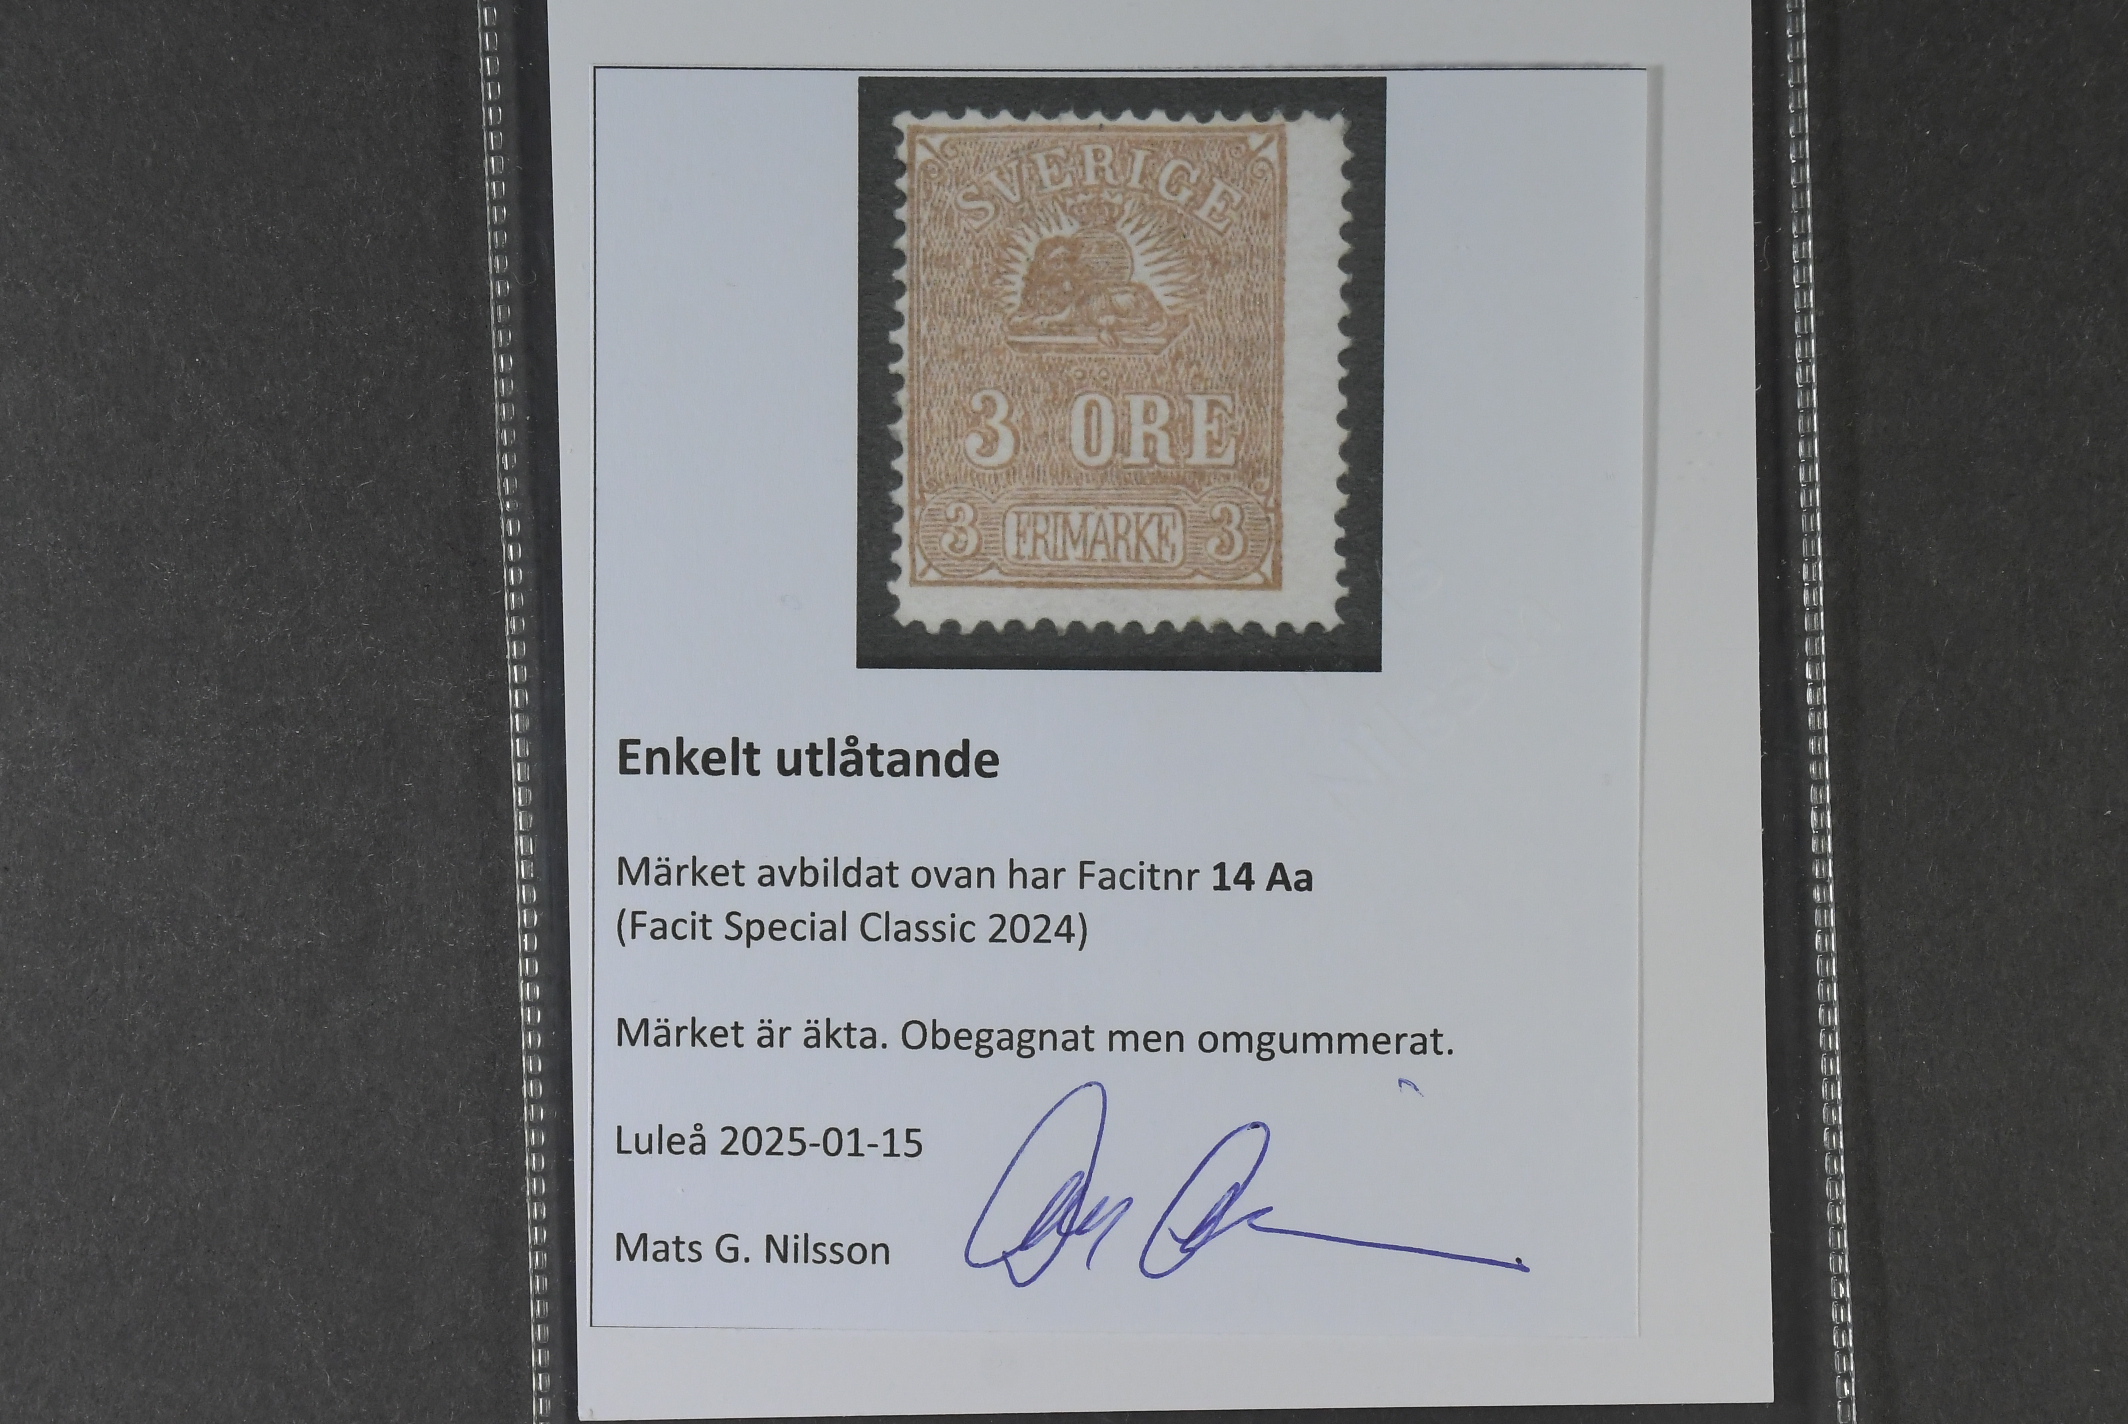 SVERIGE
3 ÖRE
3 FRIMÄRKE 3
Enkelt utlåtande
Märket avbildat ovan har Facitnr 14 Aa
(Facit Special Classic 2024)
Märket är äkta. Obegagnat men omgummerat.
Luleå 2025-01-15
Mats G. Nilsson